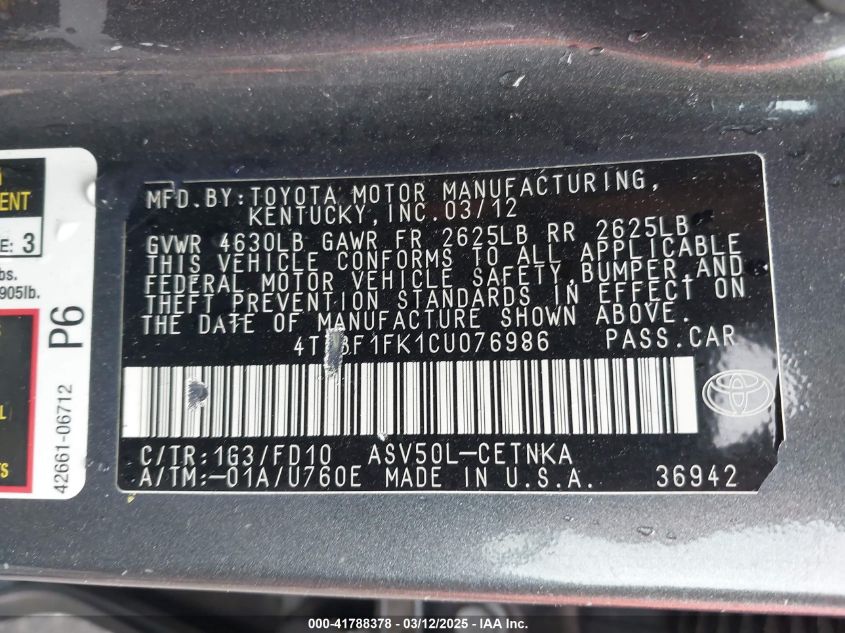 ENT
E: 3
bs.
905lb.
P6
42661-06712
MFD.BY:TOYOTA MOTOR MANUFACTURING,
KENTUCKY,INC.03/12
GVWR 4630LB GAWR FR 2625LB RR 2625LB
THIS VEHICLE CONFORMS TO ALL APPLICABLE
FEDERAL MOTOR VEHICLE SAFETY,BUMPER,AND
THEFT PREVENTION STANDARDS IN EFFECT ON
THE DATE OF MANUFACTURE SHOWN ABOVE.
F1FK1CU076986 PASS.CAR
C/TR:1G3/FD10 ASV50L-CETNKA
A/TM:-01A/U760E MADE IN U.S.A. 36942
000-41788378 - 03/12/2025 - IAA Inc.